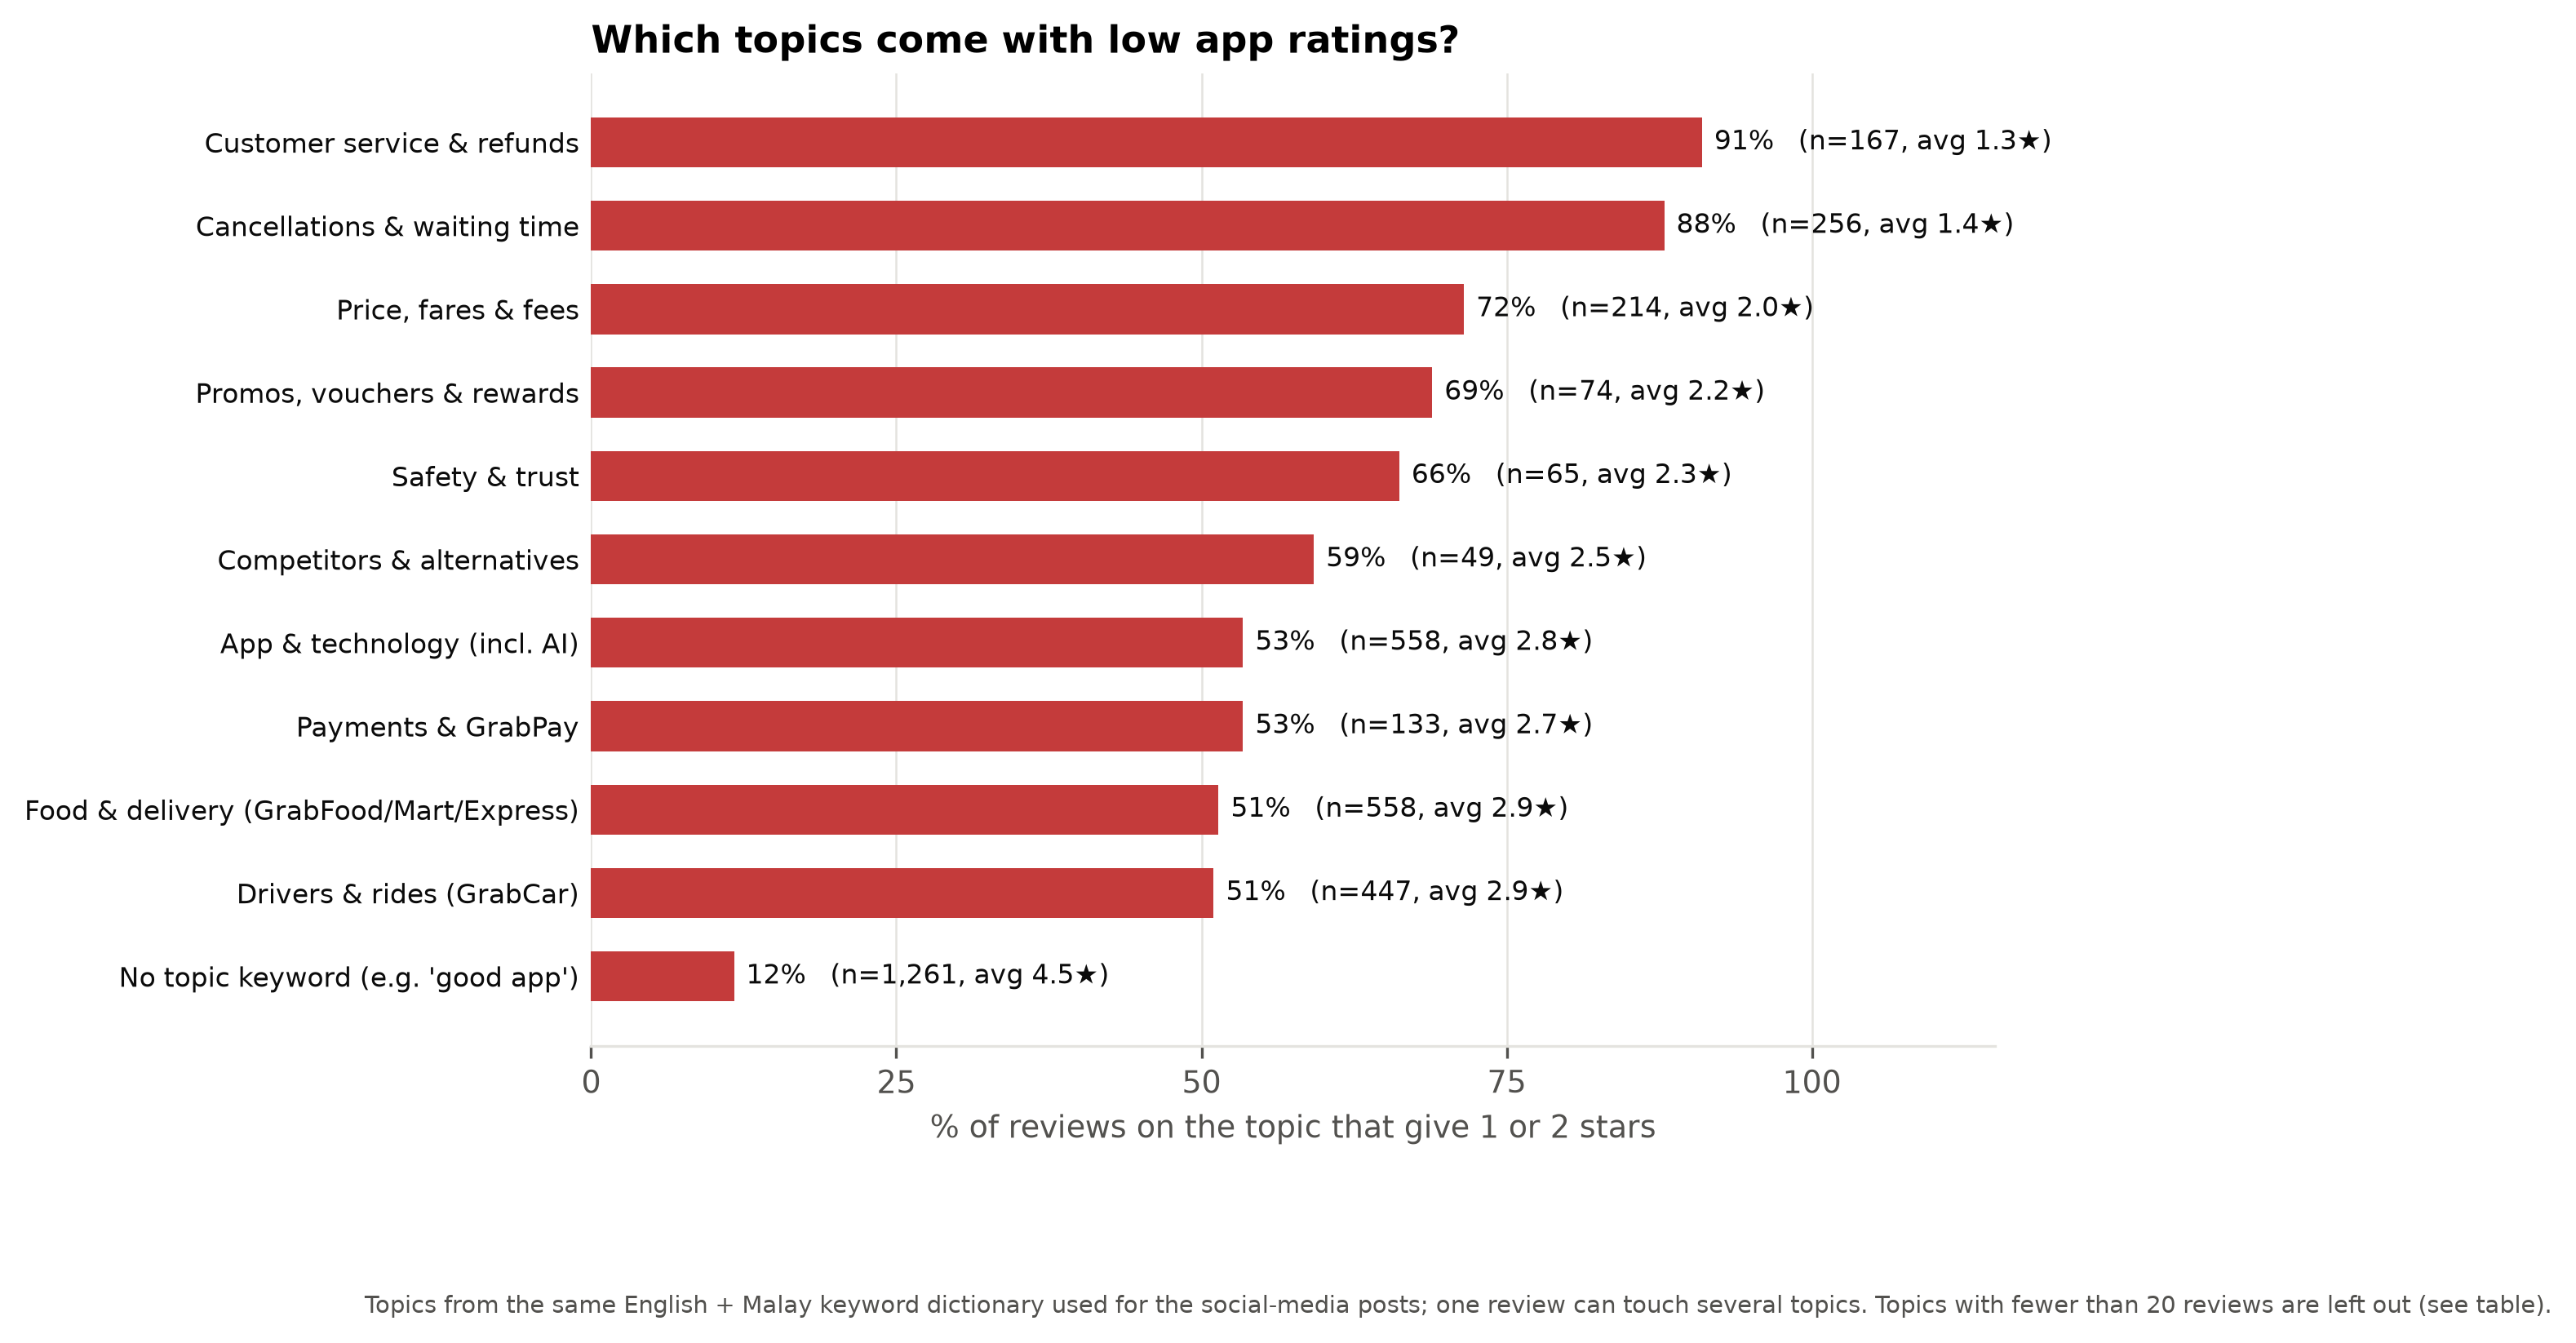 Which topics come with low app ratings?
Customer service & refunds 91% (n=167, avg 1.3★)
Cancellations & waiting time 88% (n=256, avg 1.4★)
Price, fares & fees 72% (n=214, avg 2.0★)
Promos, vouchers & rewards 69% (n=74, avg 2.2★)
Safety & trust 66% (n=65, avg 2.3★)
Competitors & alternatives 59% (n=49, avg 2.5★)
App & technology (incl. AI) 53% (n=558, avg 2.8★)
Payments & GrabPay 53% (n=133, avg 2.7★)
Food & delivery (GrabFood/Mart/Express) 51% (n=558, avg 2.9★)
Drivers & rides (GrabCar) 51% (n=447, avg 2.9★)
No topic keyword (e.g. 'good app') 12% (n=1,261, avg 4.5★)
0 25 50 75 100
% of reviews on the topic that give 1 or 2 stars
Topics from the same English + Malay keyword dictionary used for the social-media posts; one review can touch several topics. Topics with fewer than 20 reviews are left out (see table).